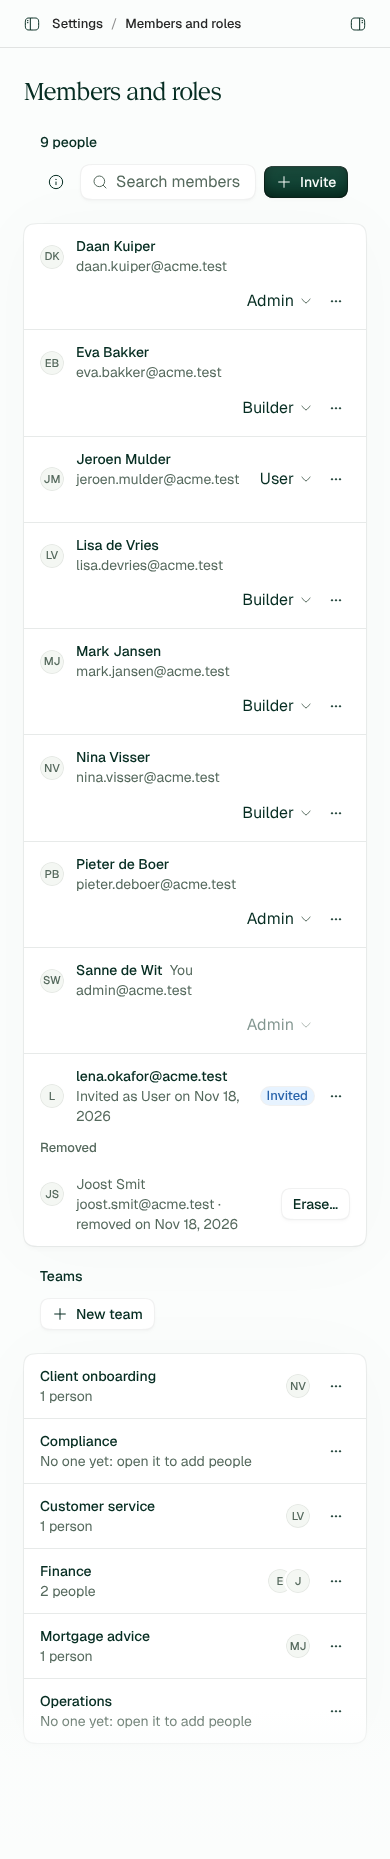 Settings / Members and roles
Members and roles
9 people
Search members
Invite
DK
Daan Kuiper
daan.kuiper@acme.test
Admin
EB
Eva Bakker
eva.bakker@acme.test
Builder
JM
Jeroen Mulder
jeroen.mulder@acme.test
User
LV
Lisa de Vries
lisa.devries@acme.test
Builder
MJ
Mark Jansen
mark.jansen@acme.test
Builder
NV
Nina Visser
nina.visser@acme.test
Builder
PB
Pieter de Boer
pieter.deboer@acme.test
Admin
SW
Sanne de Wit You
admin@acme.test
Admin
L
lena.okafor@acme.test
Invited as User on Nov 18,
2026
Invited
Removed
JS
Joost Smit
joost.smit@acme.test ·
removed on Nov 18, 2026
Erase...
Teams
New team
Client onboarding
1 person
NV
Compliance
No one yet: open it to add people
Customer service
1 person
LV
Finance
2 people
E J
Mortgage advice
1 person
MJ
Operations
No one yet: open it to add people